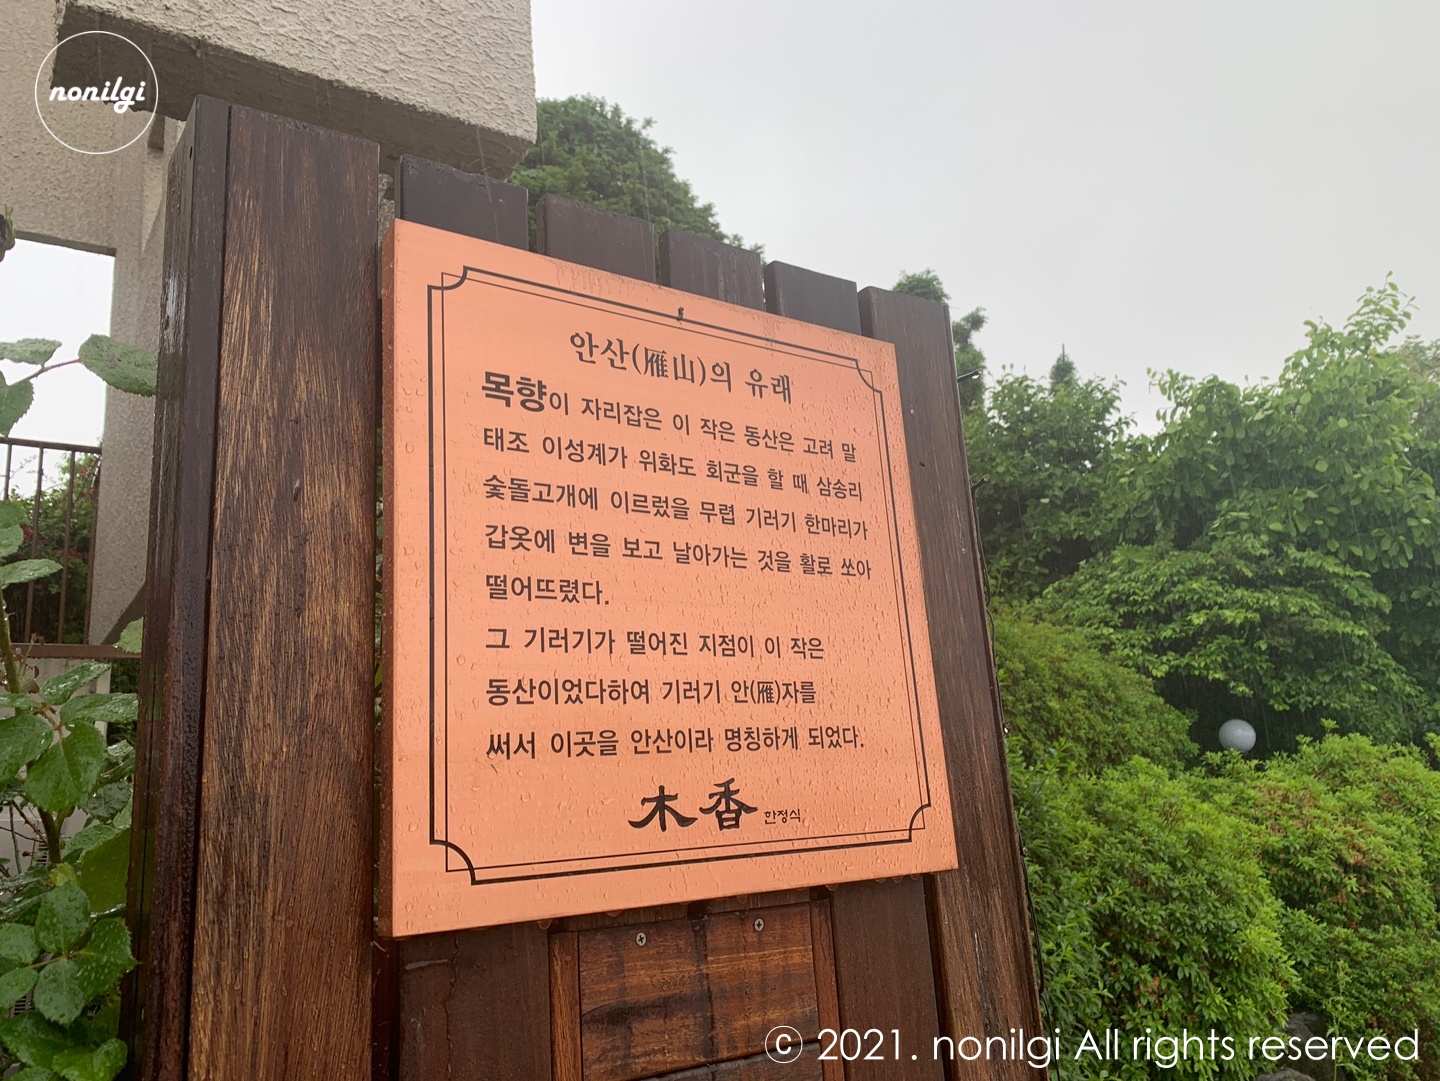 nonilgi
안산(雁山)의 유래
목향이 자리잡은 이 작은 동산은 고려 말
태조 이성계가 위화도 회군을 할 때 삼송리
숯돌고개에 이르렀을 무렵 기러기 한마리가
갑옷에 변을 보고 날아가는 것을 활로 쏘아
떨어뜨렸다.
그 기러기가 떨어진 지점이 이 작은
동산이었다하여 기러기 안(雁)자를
써서 이곳을 안산이라 명칭하게 되었다.
木香 한정식
ⓒ 2021. nonilgi All rights reserved